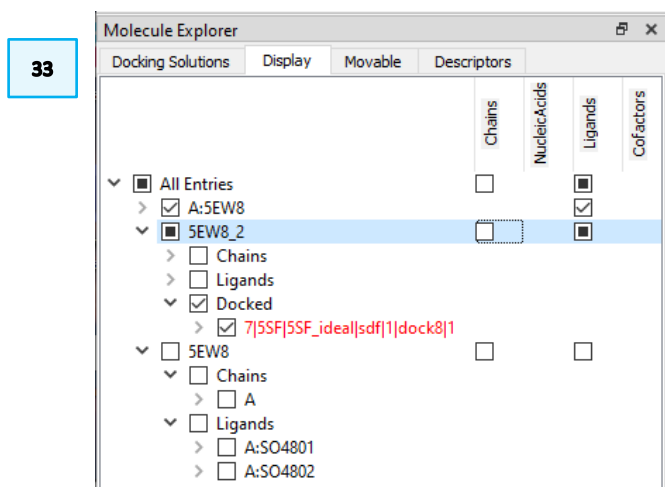 33
Molecule Explorer
Docking Solutions Display Movable Descriptors
Chains
NucleicAcids
Ligands
Cofactors
All Entries
A:5EW8
5EW8_2
Chains
Ligands
Docked
7|5SF|5SF_ideal|sdf|1|dock8|1
5EW8
Chains
A
Ligands
A:SO4801
A:SO4802